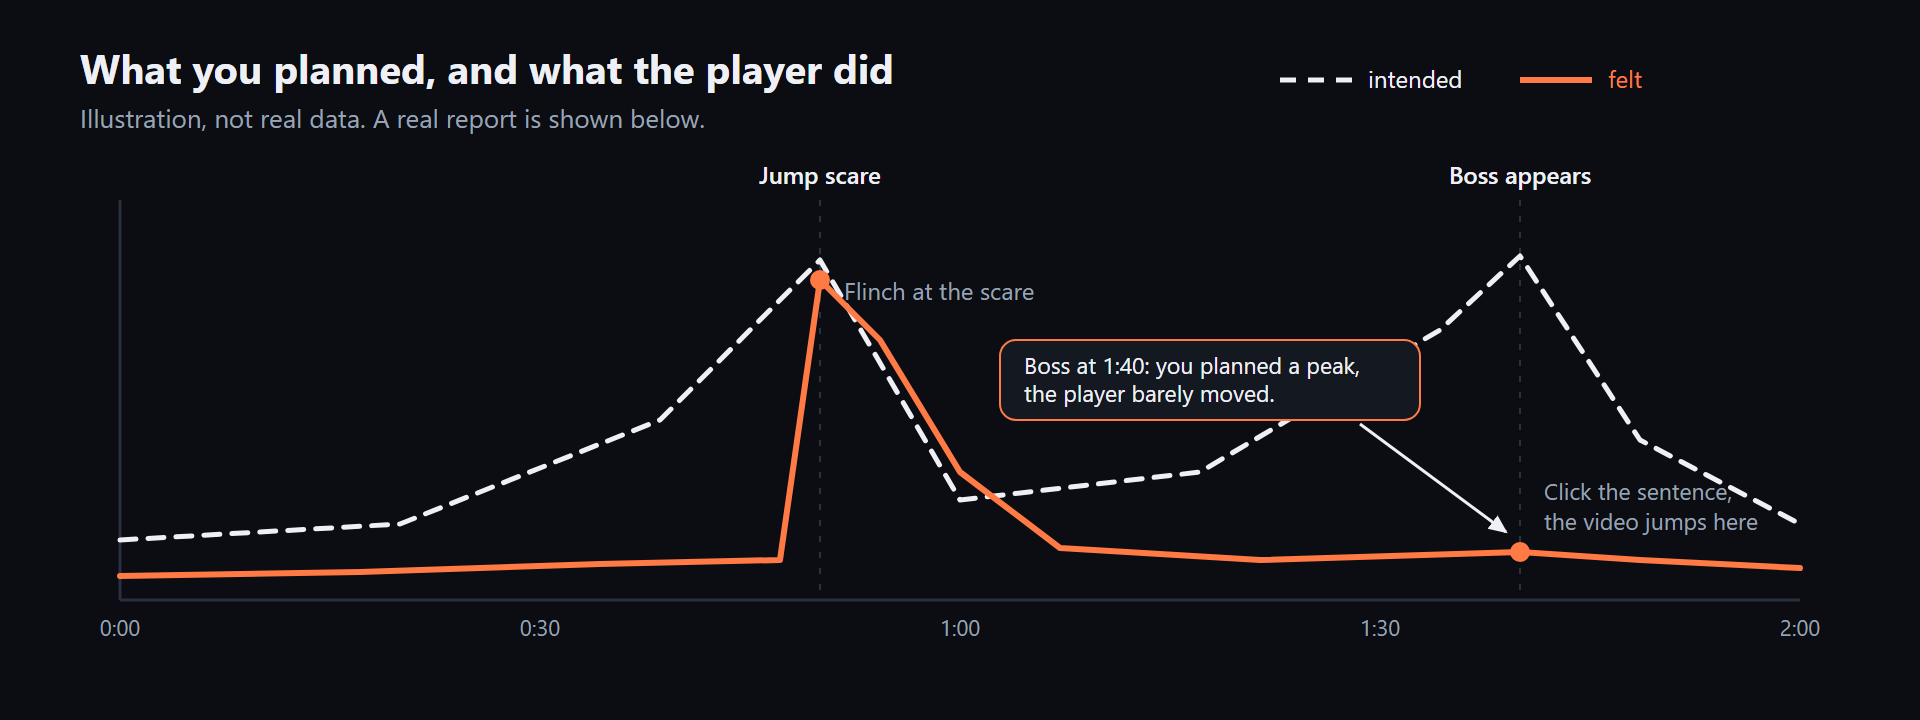 What you planned, and what the player did
Illustration, not real data. A real report is shown below.
intended
felt
Jump scare
Boss appears
Flinch at the scare
Boss at 1:40: you planned a peak,
the player barely moved.
Click the sentence,
the video jumps here
0:00
0:30
1:00
1:30
2:00